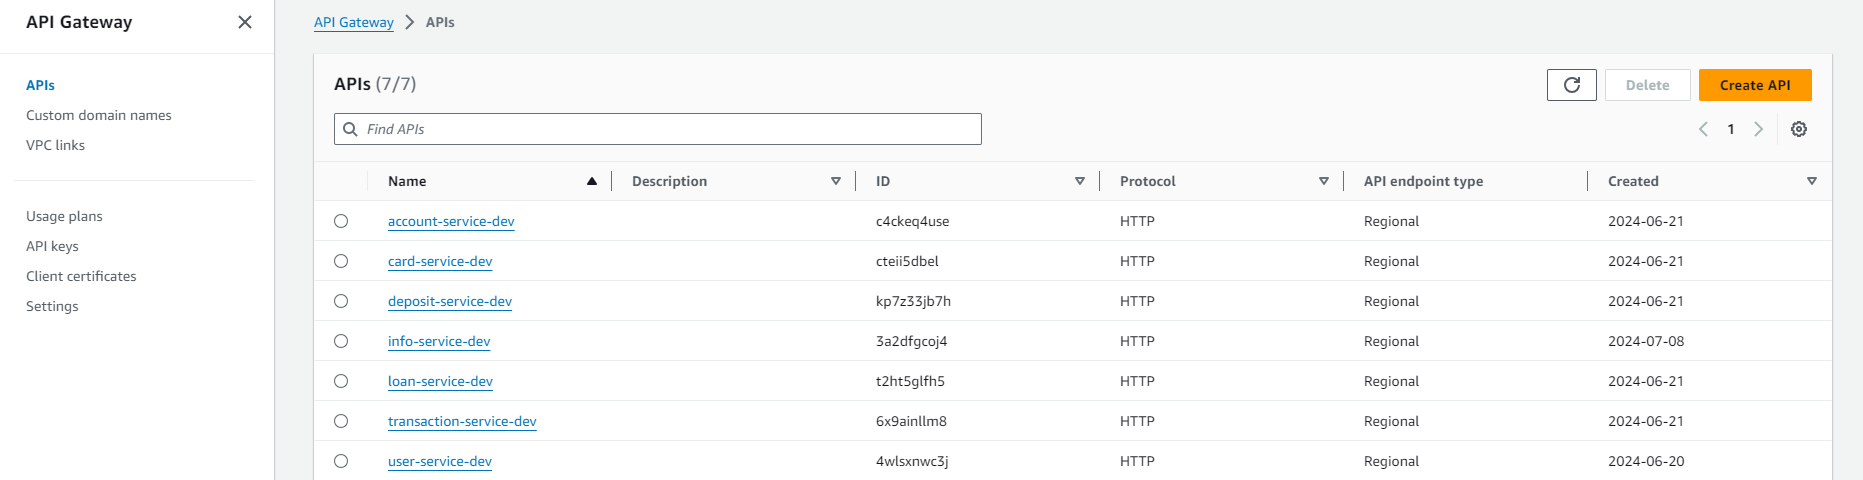 API Gateway
APIs
Custom domain names
VPC links
Usage plans
API keys
Client certificates
Settings
API Gateway > APIs
APIs (7/7)
Delete
Create API
Find APIs
1
Name Description ID Protocol API endpoint type Created
account-service-dev c4ckeq4use HTTP Regional 2024-06-21
card-service-dev cteii5dbel HTTP Regional 2024-06-21
deposit-service-dev kp7z33jb7h HTTP Regional 2024-06-21
info-service-dev 3a2dfgcoj4 HTTP Regional 2024-07-08
loan-service-dev t2ht5glfh5 HTTP Regional 2024-06-21
transaction-service-dev 6x9ainllm8 HTTP Regional 2024-06-21
user-service-dev 4wlsxnwc3j HTTP Regional 2024-06-20